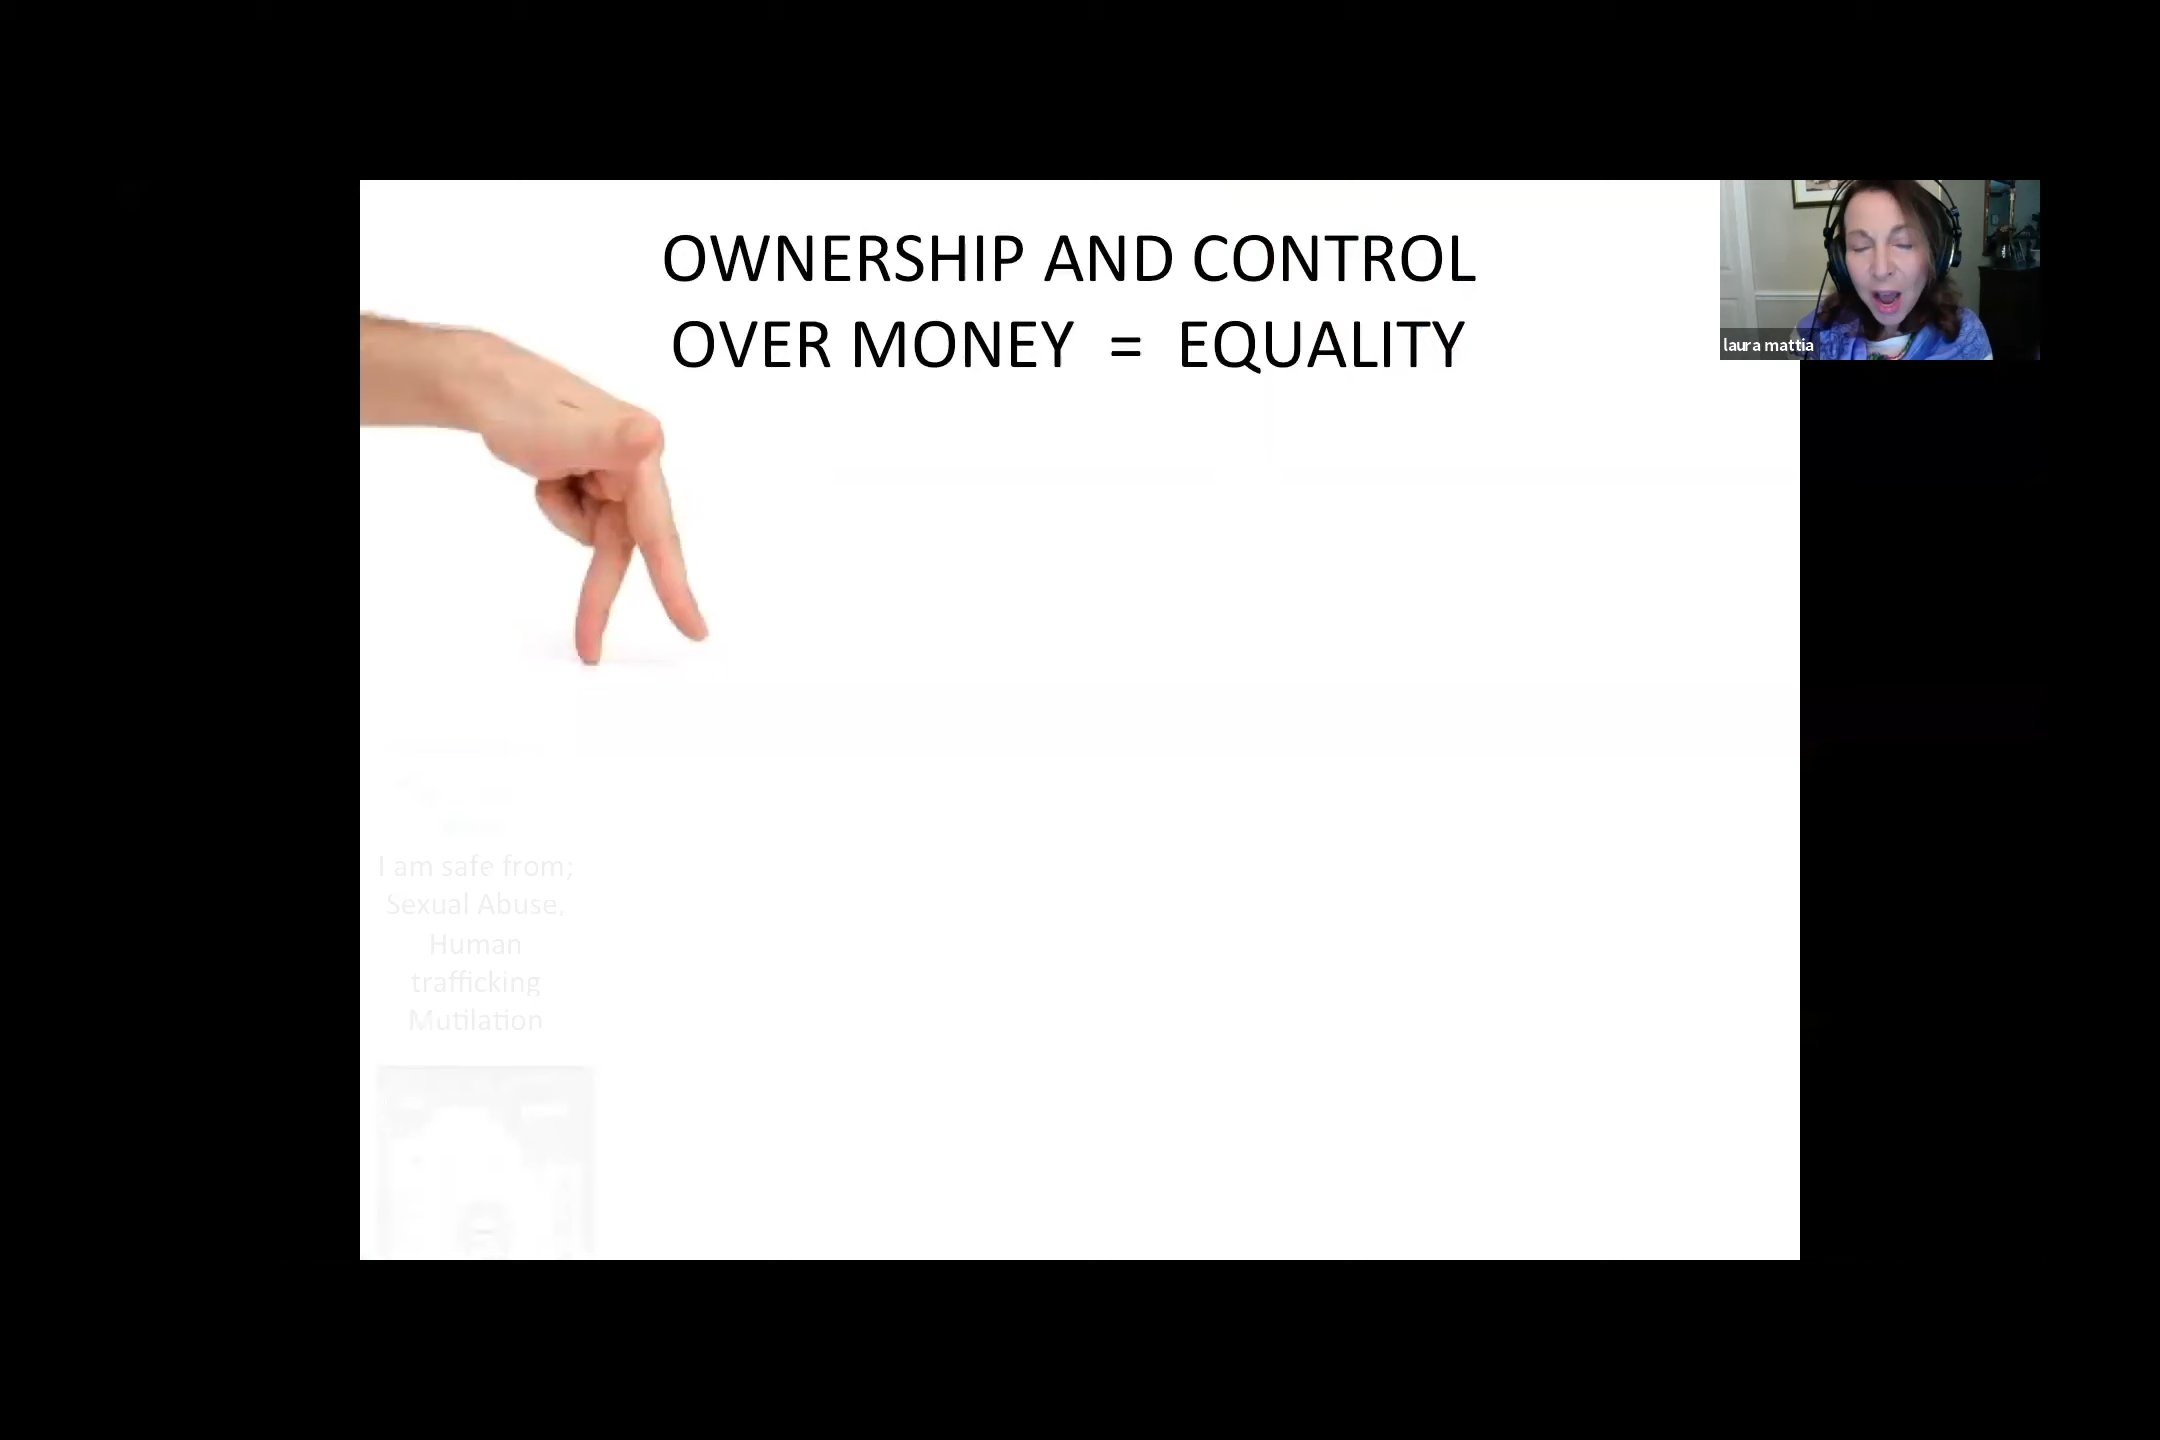 OWNERSHIP AND CONTROL
OVER MONEY = EQUALITY
laura mattia
I am safe from;
Sexual Abuse,
Human
trafficking
Mutilation